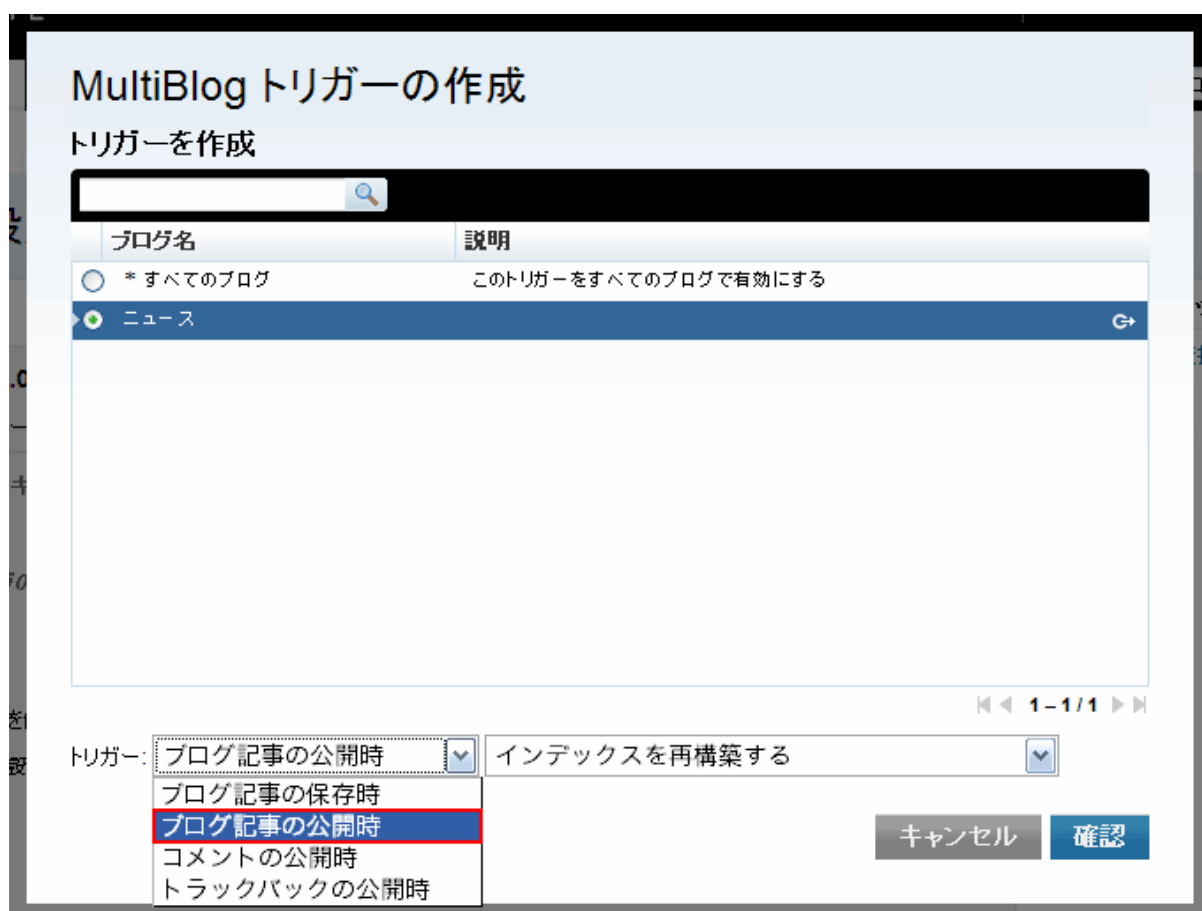 MultiBlog トリガーの作成
トリガーを作成
ブログ名 説明
* すべてのブログ このトリガーをすべてのブログで有効にする
ニュース
1 – 1 / 1
トリガー: ブログ記事の公開時 インデックスを再構築する
ブログ記事の保存時
ブログ記事の公開時
コメントの公開時
トラックバックの公開時
キャンセル 確認